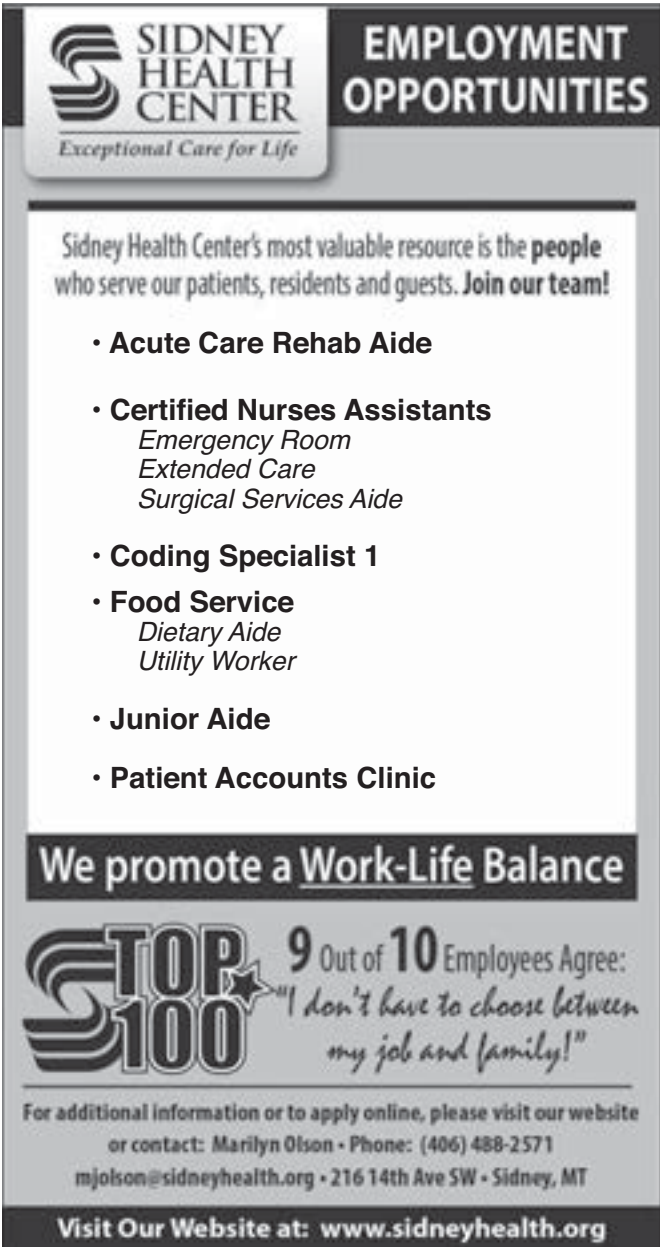 SIDNEY
HEALTH
CENTER
Exceptional Care for Life
EMPLOYMENT
OPPORTUNITIES
Sidney Health Center's most valuable resource is the people
who serve our patients, residents and guests. Join our team!
• Acute Care Rehab Aide
• Certified Nurses Assistants
Emergency Room
Extended Care
Surgical Services Aide
• Coding Specialist 1
• Food Service
Dietary Aide
Utility Worker
• Junior Aide
• Patient Accounts Clinic
We promote a Work-Life Balance
TOP
100
9 Out of 10 Employees Agree:
"I don't have to choose between
my job and family!"
For additional information or to apply online, please visit our website
or contact: Marilyn Olson • Phone: (406) 488-2571
mjolson@sidneyhealth.org • 216 14th Ave SW • Sidney, MT
Visit Our Website at: www.sidneyhealth.org